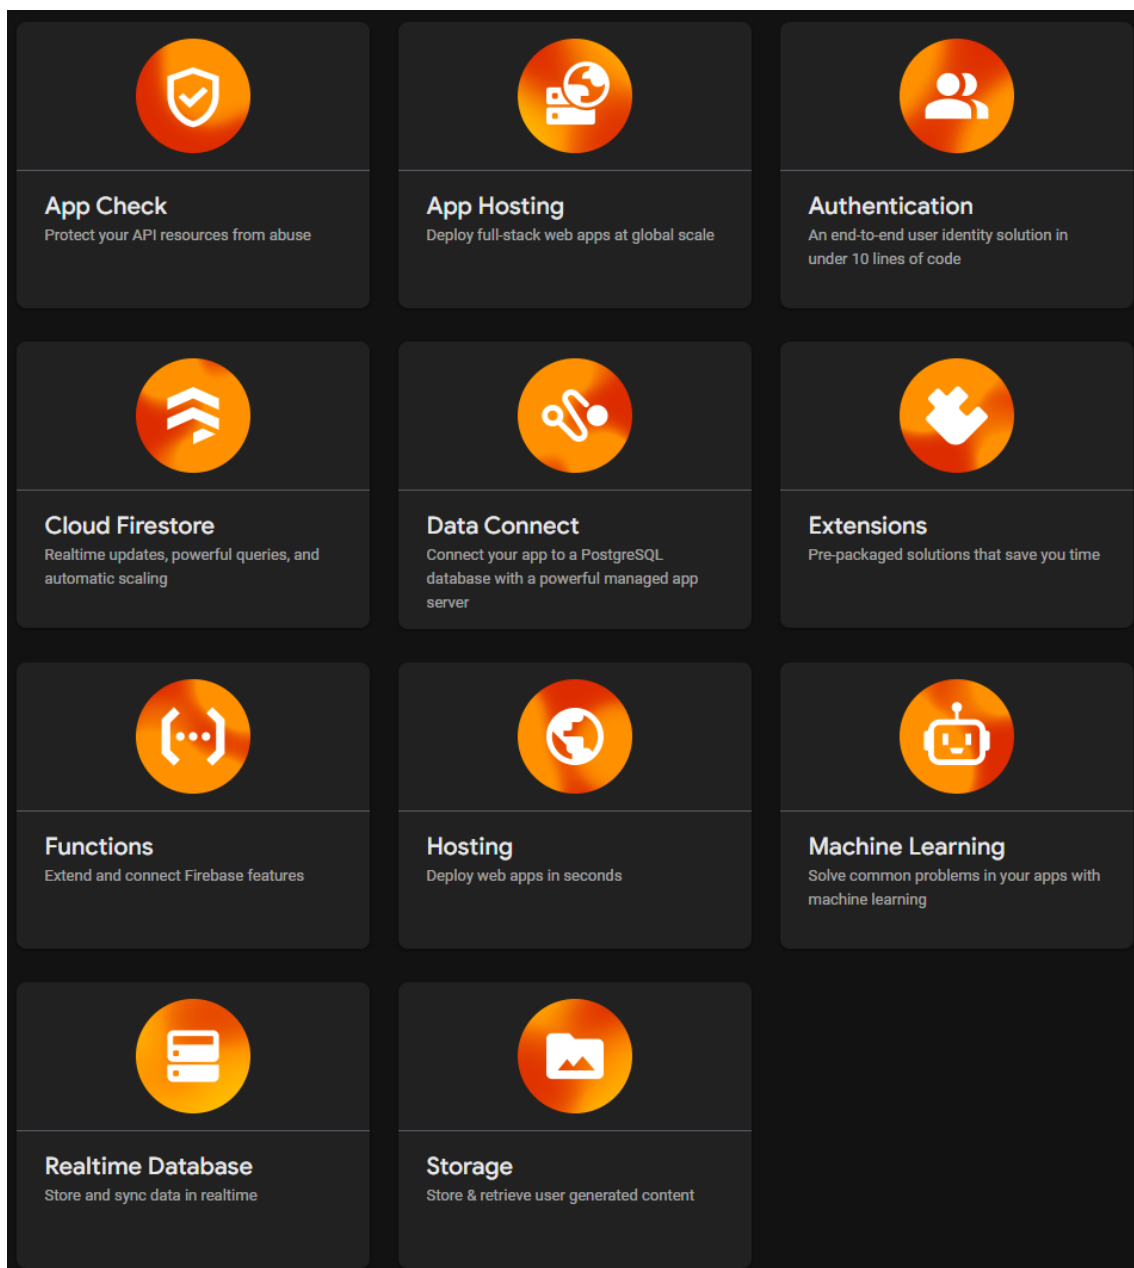 App Check
Protect your API resources from abuse
App Hosting
Deploy full-stack web apps at global scale
Authentication
An end-to-end user identity solution in
under 10 lines of code
Cloud Firestore
Realtime updates, powerful queries, and
automatic scaling
Data Connect
Connect your app to a PostgreSQL
database with a powerful managed app
server
Extensions
Pre-packaged solutions that save you time
Functions
Extend and connect Firebase features
Hosting
Deploy web apps in seconds
Machine Learning
Solve common problems in your apps with
machine learning
Realtime Database
Store and sync data in realtime
Storage
Store & retrieve user generated content